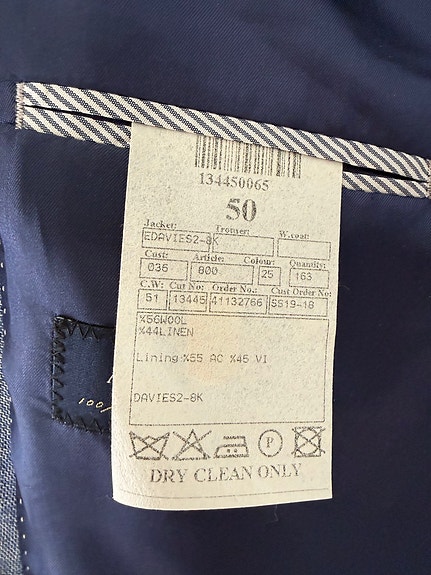 134450065
50
Jacket: Trouser: W.coat:
EDAVIES2-8K
Cust: Article: Colour: Quantity:
036 800 25 163
C.W: Cut No: Order No.: Cust Order No:
51 13445 41132766 SS19-18
%56WOOL
%44LINEN
Lining:%55 AC %45 VI
DAVIES2-8K
P
DRY CLEAN ONLY
100/